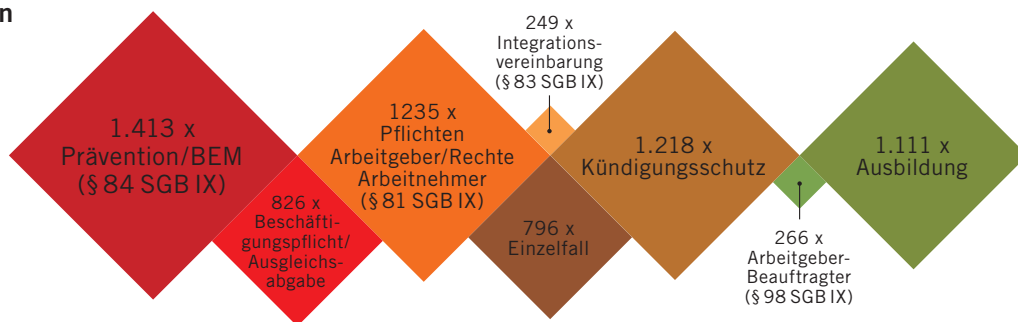 n
1.413 x
Prävention/BEM
(§ 84 SGB IX)
826 x
Beschäfti-
gungspflicht/
Ausgleichs-
abgabe
1235 x
Pflichten
Arbeitgeber/Rechte
Arbeitnehmer
(§ 81 SGB IX)
249 x
Integrations-
vereinbarung
(§ 83 SGB IX)
796 x
Einzelfall
1.218 x
Kündigungsschutz
266 x
Arbeitgeber-
Beauftragter
(§ 98 SGB IX)
1.111 x
Ausbildung